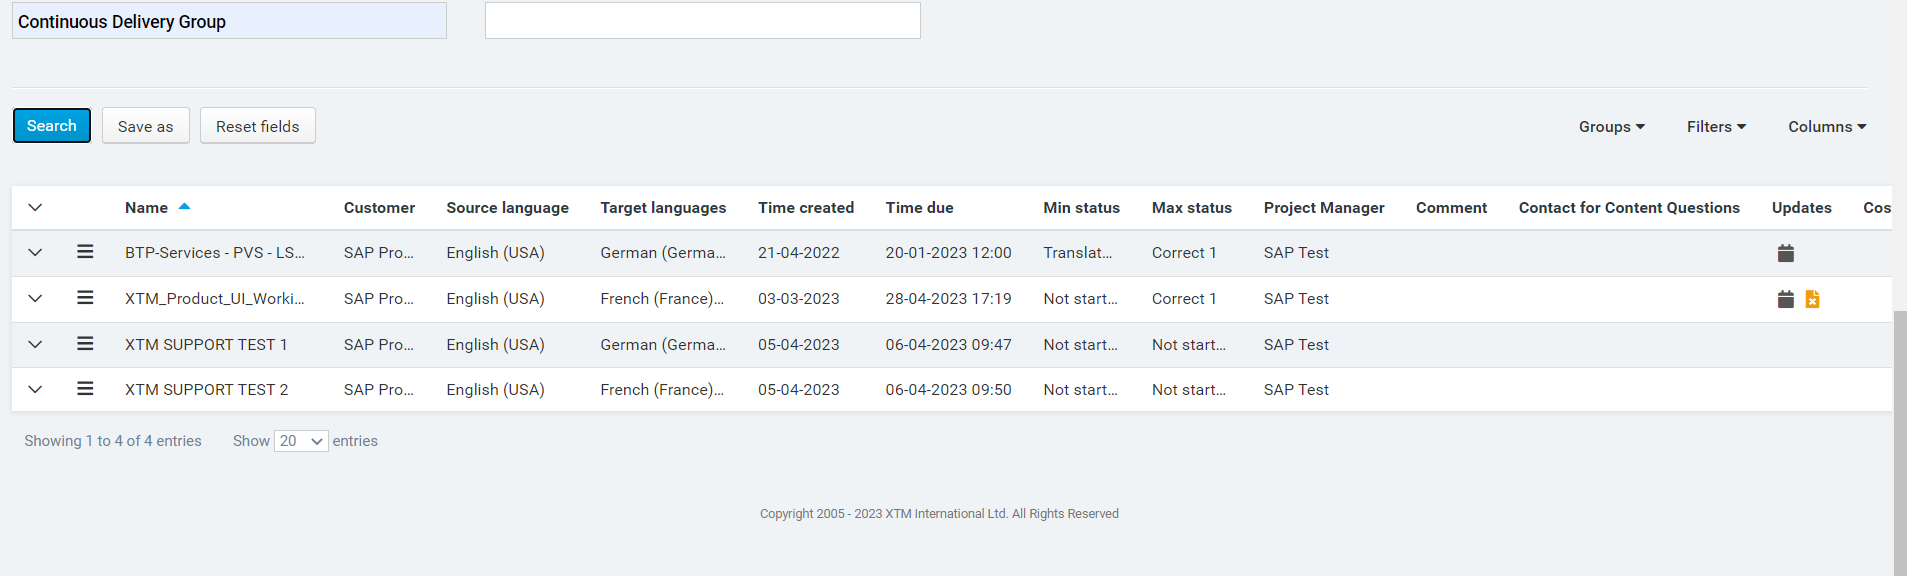 Continuous Delivery Group
Search Save as Reset fields Groups Filters Columns
Name Customer Source language Target languages Time created Time due Min status Max status Project Manager Comment Contact for Content Questions Updates Cos
BTP-Services - PVS - LS... SAP Pro... English (USA) German (Germa... 21-04-2022 20-01-2023 12:00 Translat... Correct 1 SAP Test
XTM_Product_UI_Worki... SAP Pro... English (USA) French (France)... 03-03-2023 28-04-2023 17:19 Not start... Correct 1 SAP Test
XTM SUPPORT TEST 1 SAP Pro... English (USA) German (Germa... 05-04-2023 06-04-2023 09:47 Not start... Not start... SAP Test
XTM SUPPORT TEST 2 SAP Pro... English (USA) French (France)... 05-04-2023 06-04-2023 09:50 Not start... Not start... SAP Test
Showing 1 to 4 of 4 entries Show 20 entries
Copyright 2005 - 2023 XTM International Ltd. All Rights Reserved